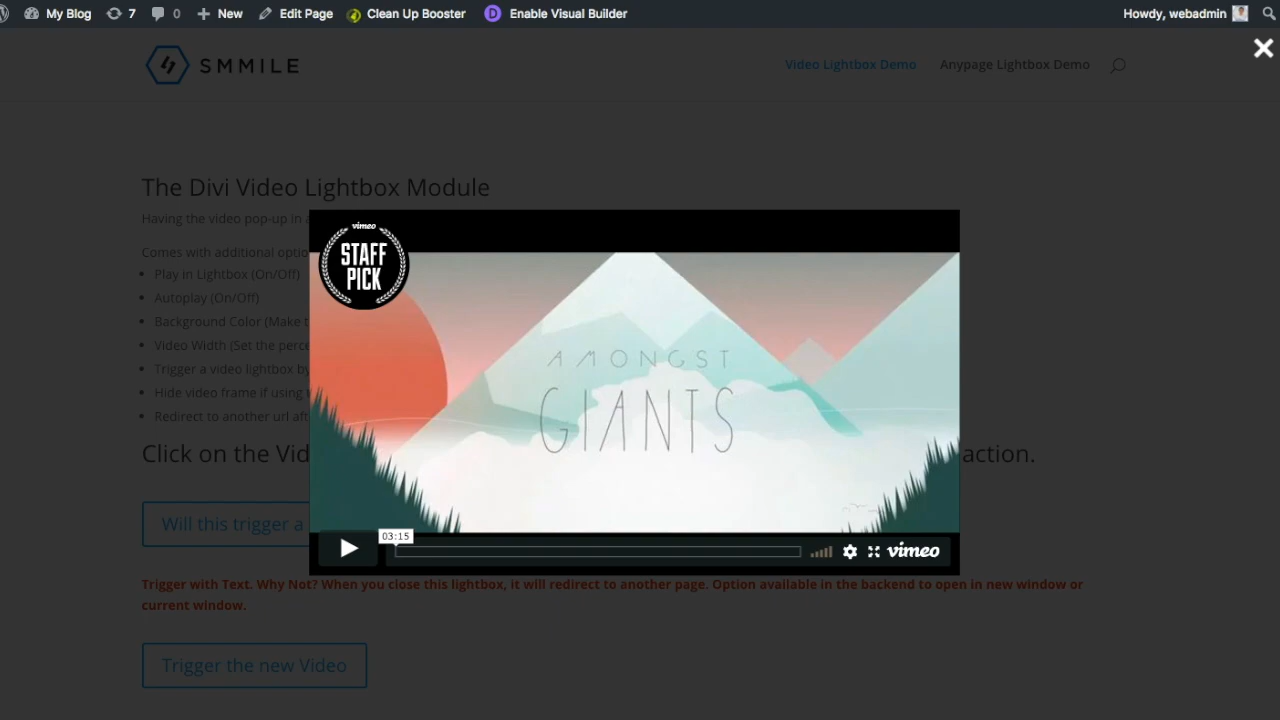 My Blog 7 0 New Edit Page Clean Up Booster D Enable Visual Builder Howdy, webadmin
SMMILE Video Lightbox Demo Anypage Lightbox Demo
The Divi Video Lightbox Module
Having the video pop-up in
Comes with additional
Play in Lightbox (On/Off)
Autoplay (On/Off)
Background Color (Make
Video Width (Set the
Trigger a video lightbox
Hide video frame if using
Redirect to another url
Click on the action.
Will this trigger a
vimeo
STAFF
PICK
AMONGST
GIANTS
03:15
vimeo
Trigger with Text. Why Not? When you close this lightbox, it will redirect to another page. Option available in the backend to open in new window or
current window.
Trigger the new Video